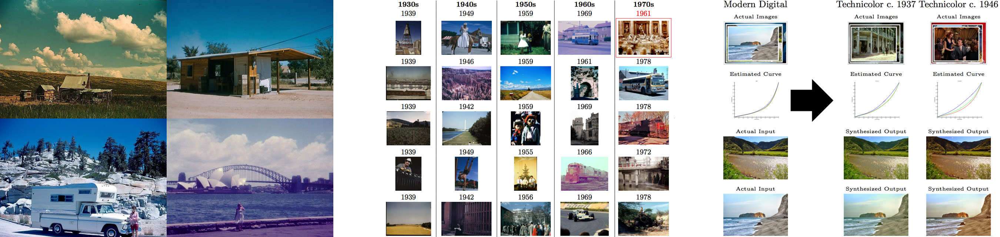 1930s 1940s 1950s 1960s 1970s
1939 1949 1959 1969 1961
1939 1946 1959 1961 1978
1939 1942 1959 1969 1978
1939 1949 1955 1966 1972
1939 1942 1956 1969 1978
Modern Digital
Actual Images
Estimated Curve
Actual Input
Actual Input
Technicolor c. 1937
Actual Images
Estimated Curve
Synthesized Output
Synthesized Output
Technicolor c. 1946
Actual Images
Estimated Curve
Synthesized Output
Synthesized Output